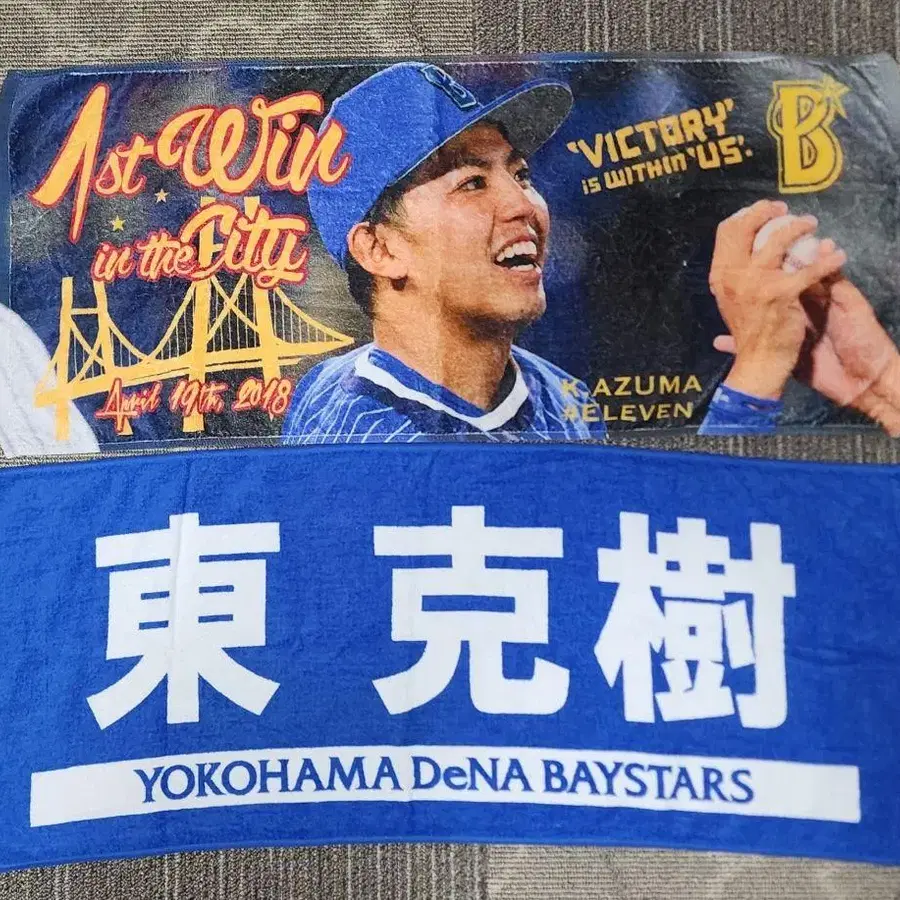 1st Win
in the City
April 19th, 2018
'VICTORY'
is WITHIN 'US'.
B
K.AZUMA
#ELEVEN
東 克樹
YOKOHAMA DeNA BAYSTARS